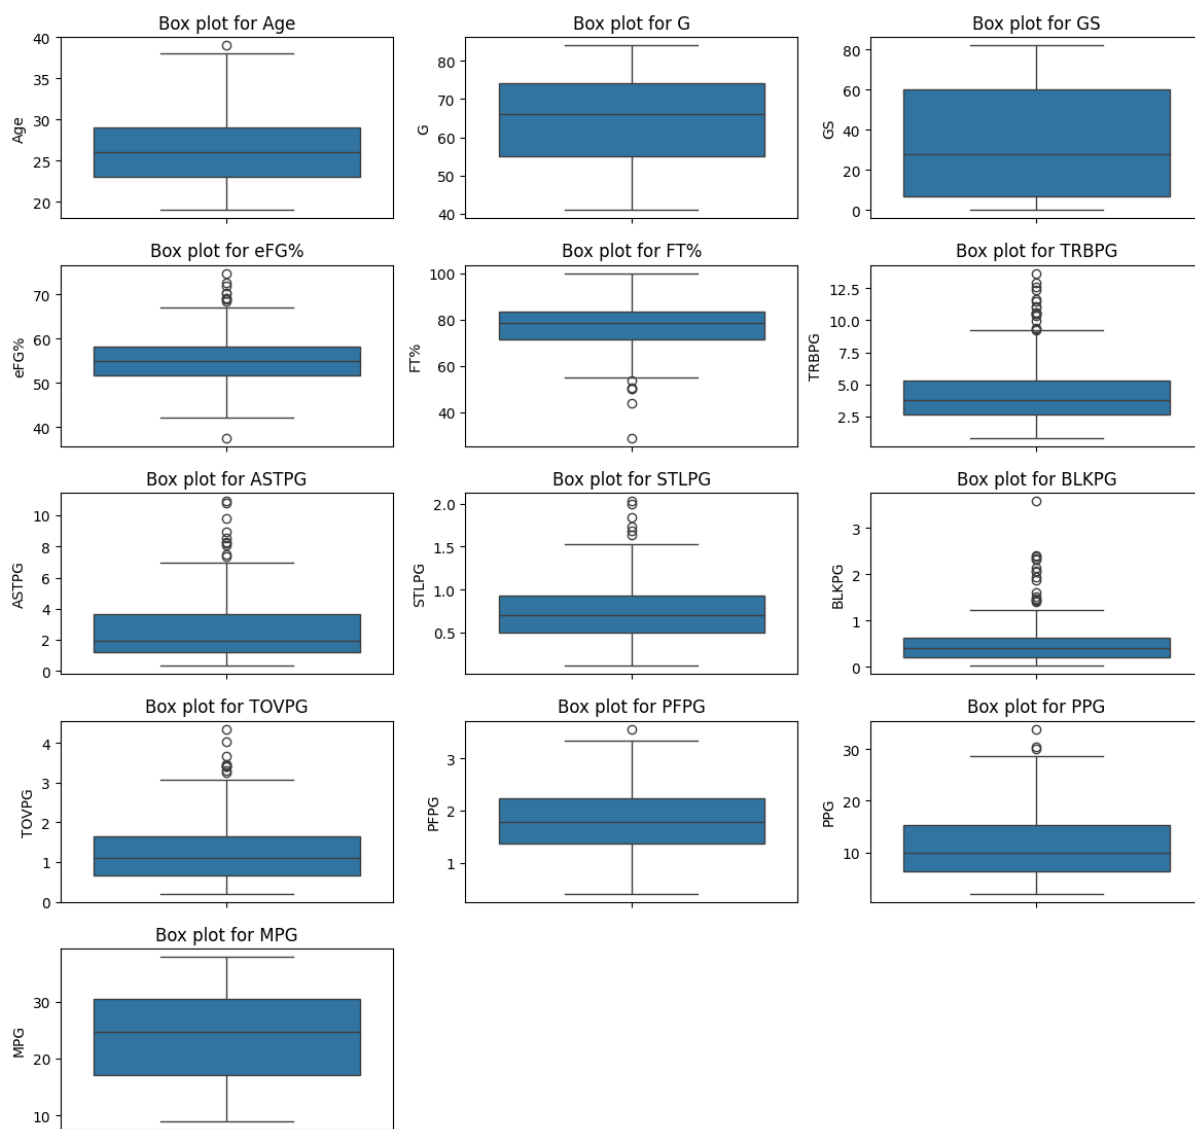 Box plot for Age
Box plot for G
Box plot for GS
40
35
30
25
20
Age
80
70
60
50
40
G
80
60
40
20
0
GS
Box plot for eFG%
Box plot for FT%
Box plot for TRBPG
70
60
50
40
eFG%
100
80
60
40
FT%
12.5
10.0
7.5
5.0
2.5
TRBPG
Box plot for ASTPG
Box plot for STLPG
Box plot for BLKPG
10
8
6
4
2
0
ASTPG
2.0
1.5
1.0
0.5
STLPG
3
2
1
0
BLKPG
Box plot for TOVPG
Box plot for PFPG
Box plot for PPG
4
3
2
1
0
TOVPG
3
2
1
PFPG
30
20
10
PPG
Box plot for MPG
30
20
10
MPG